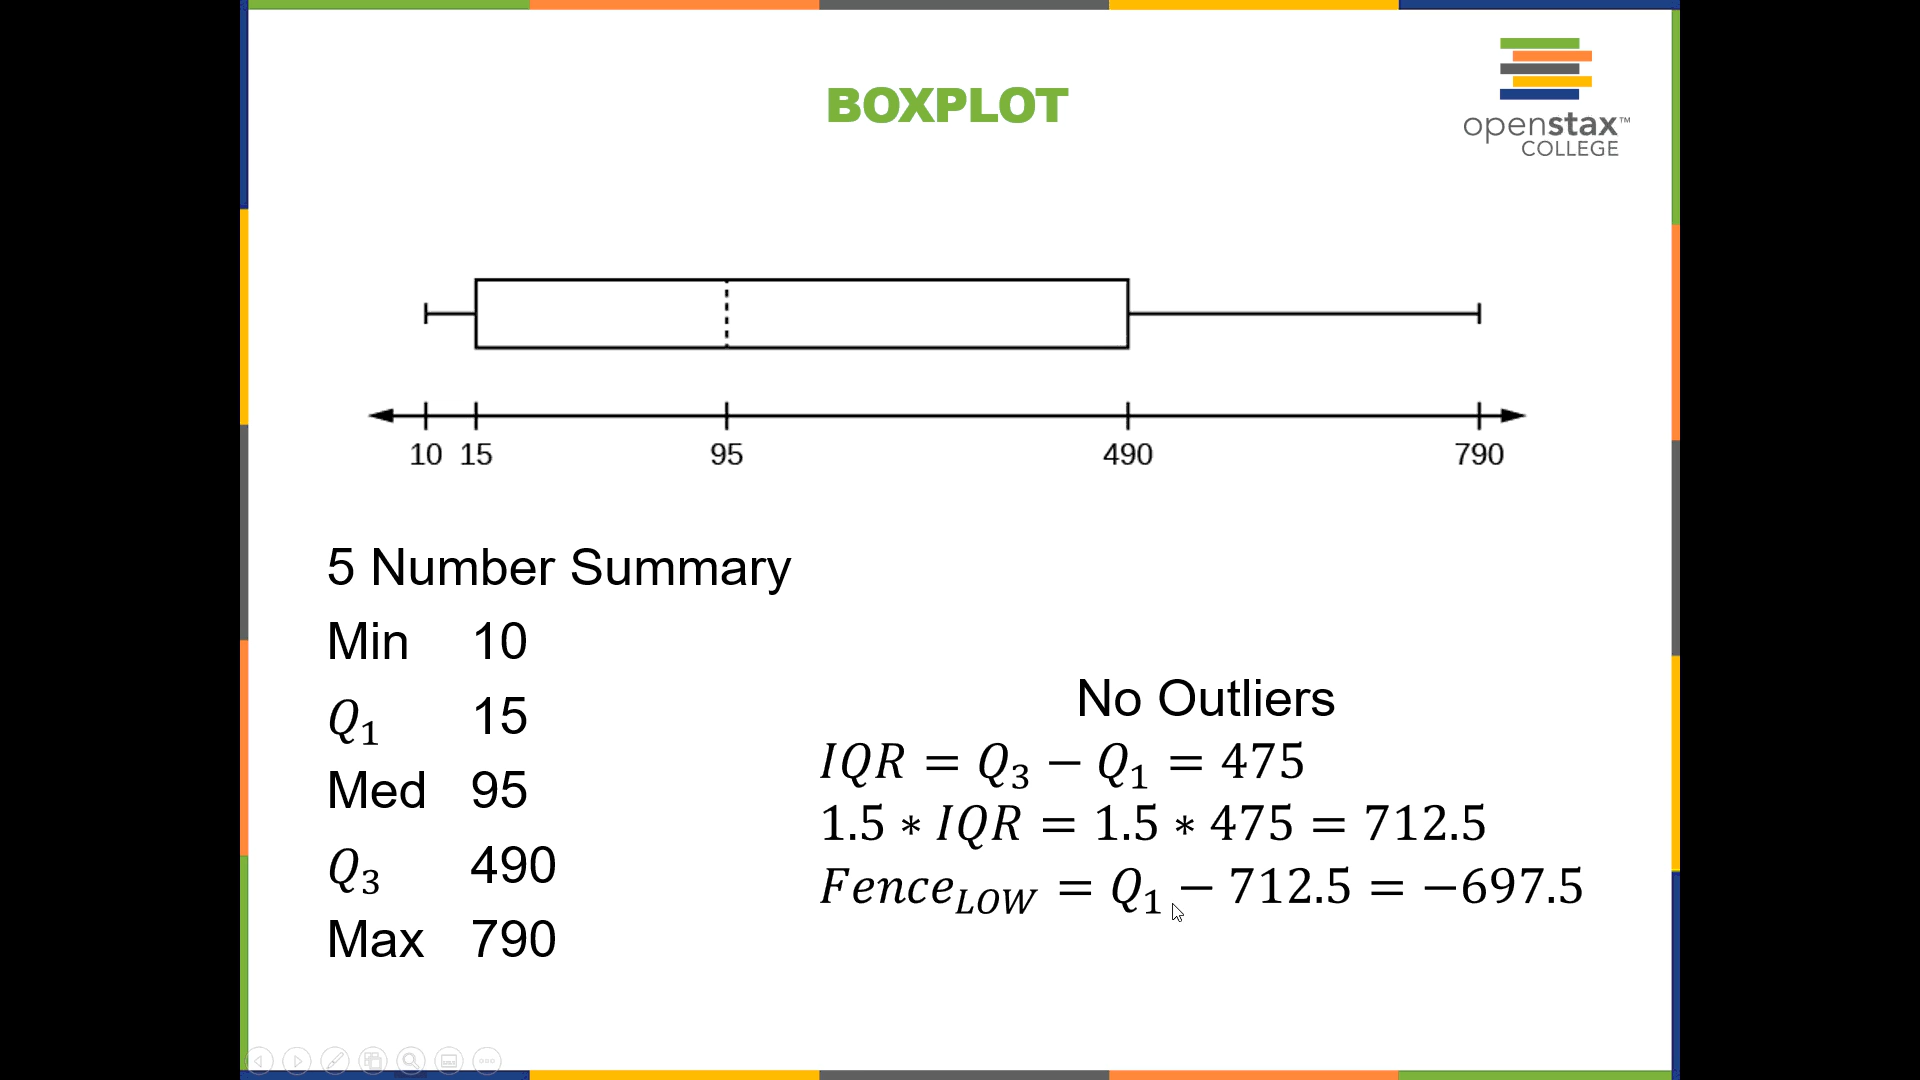 BOXPLOT
openstax™
COLLEGE
10 15 95 490 790
5 Number Summary
Min 10
Q₁ 15
Med 95
Q₃ 490
Max 790
No Outliers
IQR = Q₃ − Q₁ = 475
1.5 ∗ IQR = 1.5 ∗ 475 = 712.5
Fence_LOW = Q₁ − 712.5 = −697.5